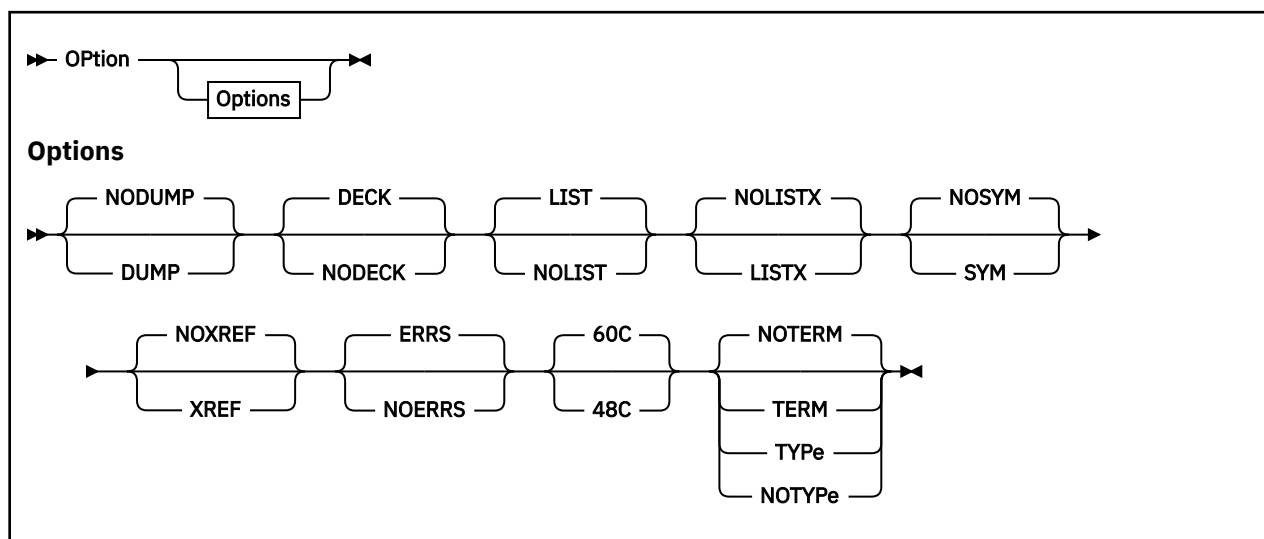 OPtion
Options
Options
NODUMP DECK LIST NOLISTX NOSYM
DUMP NODECK NOLIST LISTX SYM
NOXREF ERRS 60C NOTERM
XREF NOERRS 48C TERM
TYPe
NOTYPe